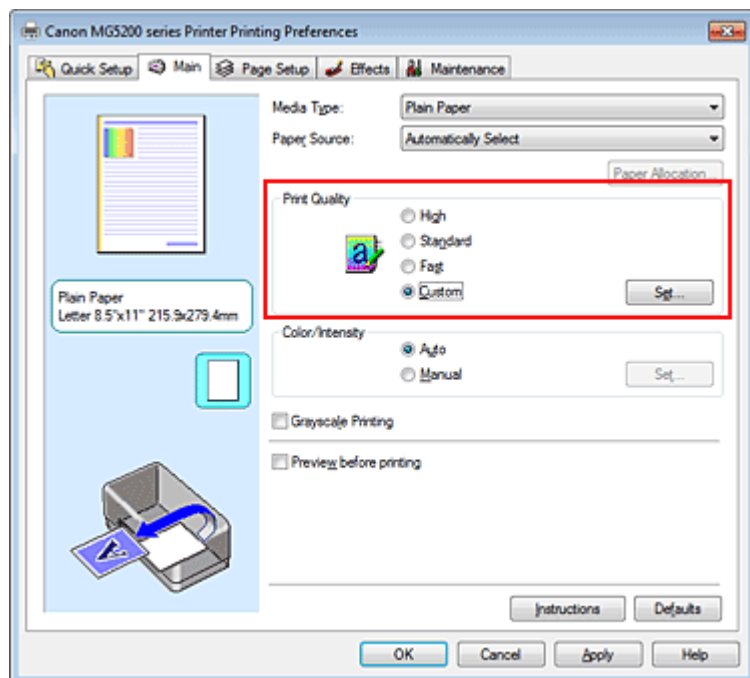 Canon MG5200 series Printer Printing Preferences
Quick Setup Main Page Setup Effects Maintenance
Media Type: Plain Paper
Paper Source: Automatically Select
Paper Allocation...
Print Quality
High
a Standard
Fast
Custom Set...
Plain Paper
Letter 8.5"x11" 215.9x279.4mm
Color/Intensity
Auto
Manual Set...
Grayscale Printing
Preview before printing
A
Instructions Defaults
OK Cancel Apply Help